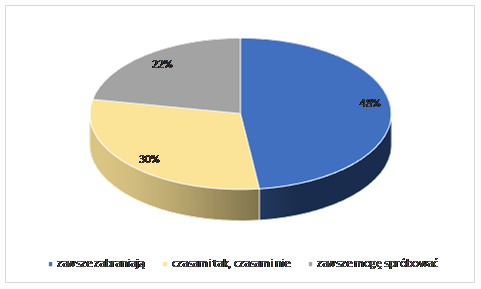 22%
48%
30%
zawsze zabraniają czasami tak, czasami nie zawsze mogę spróbować